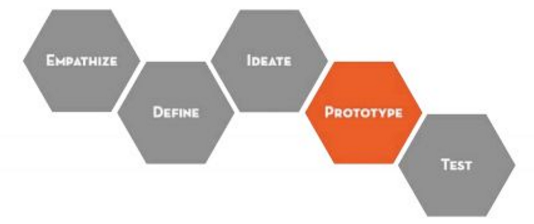 EMPATHIZE
DEFINE
IDEATE
PROTOTYPE
TEST